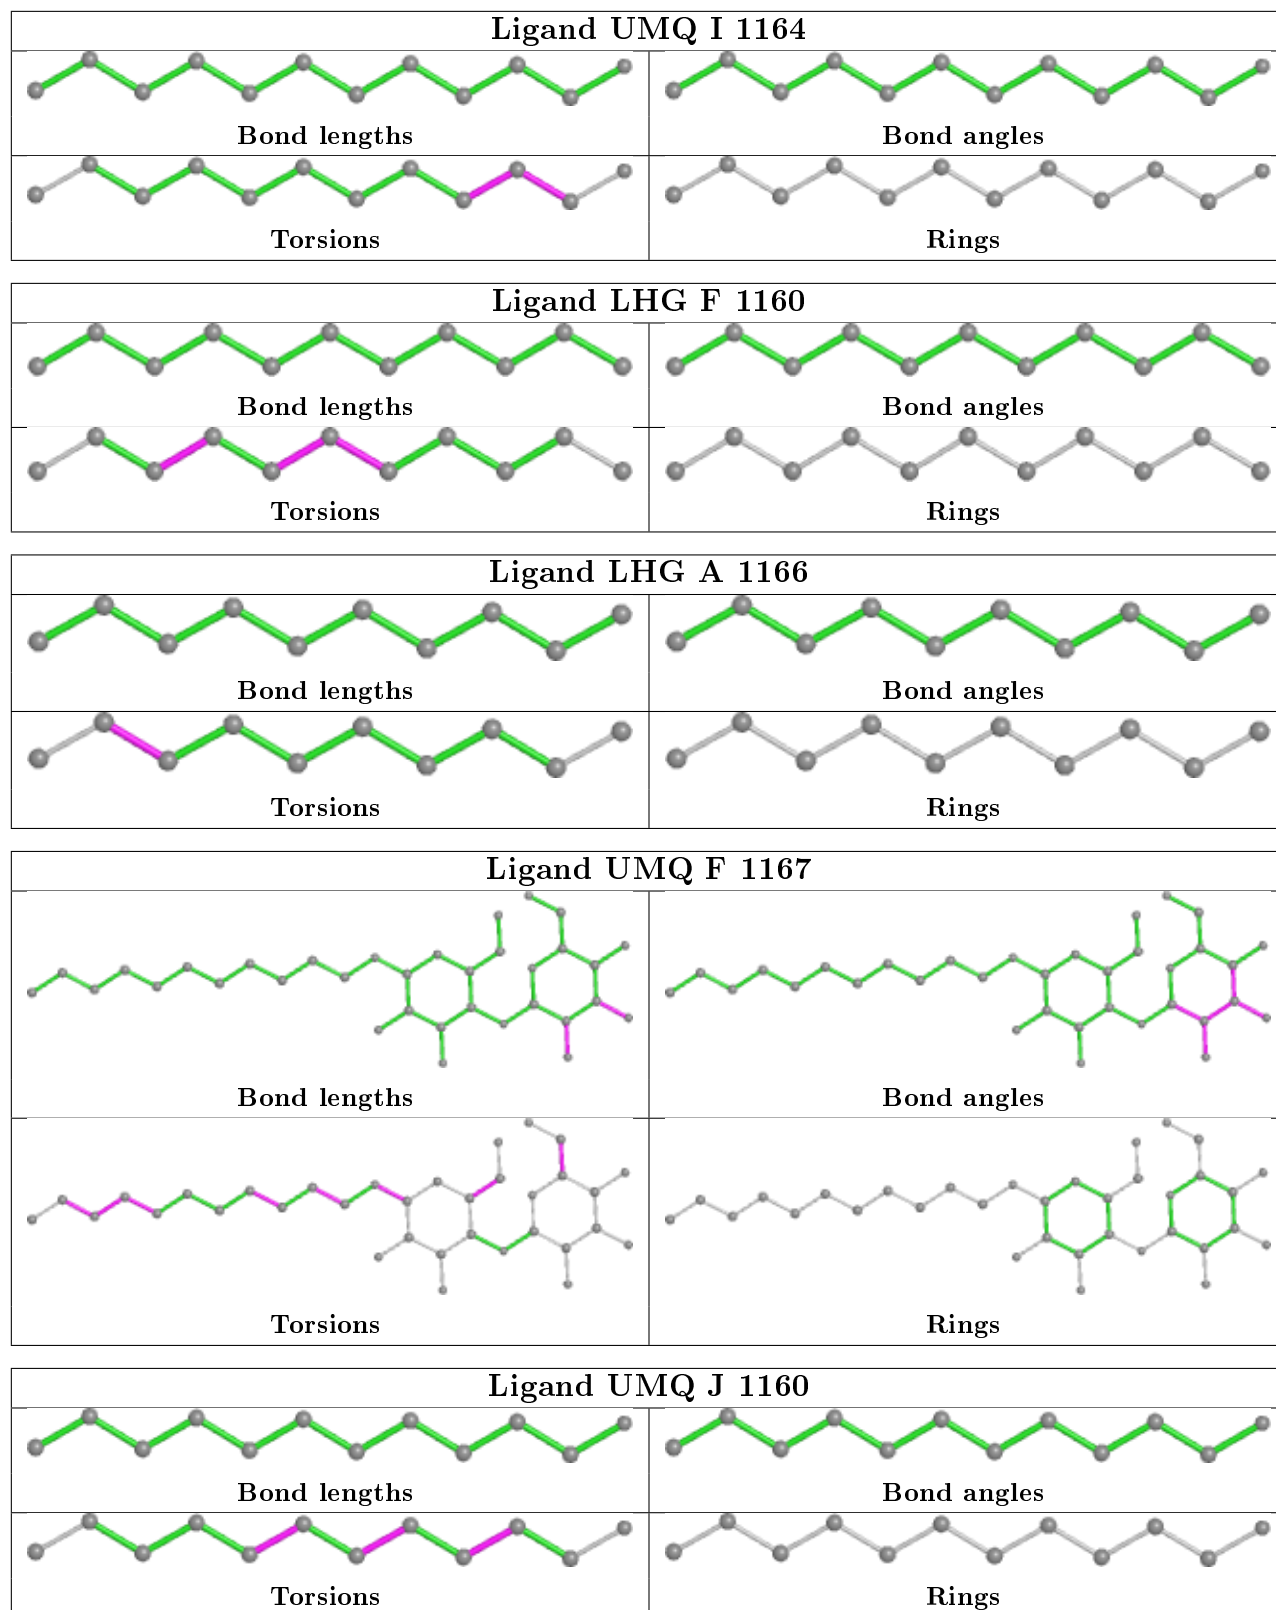 Ligand UMQ I 1164
Bond lengths Bond angles
Torsions Rings
Ligand LHG F 1160
Bond lengths Bond angles
Torsions Rings
Ligand LHG A 1166
Bond lengths Bond angles
Torsions Rings
Ligand UMQ F 1167
Bond lengths Bond angles
Torsions Rings
Ligand UMQ J 1160
Bond lengths Bond angles
Torsions Rings